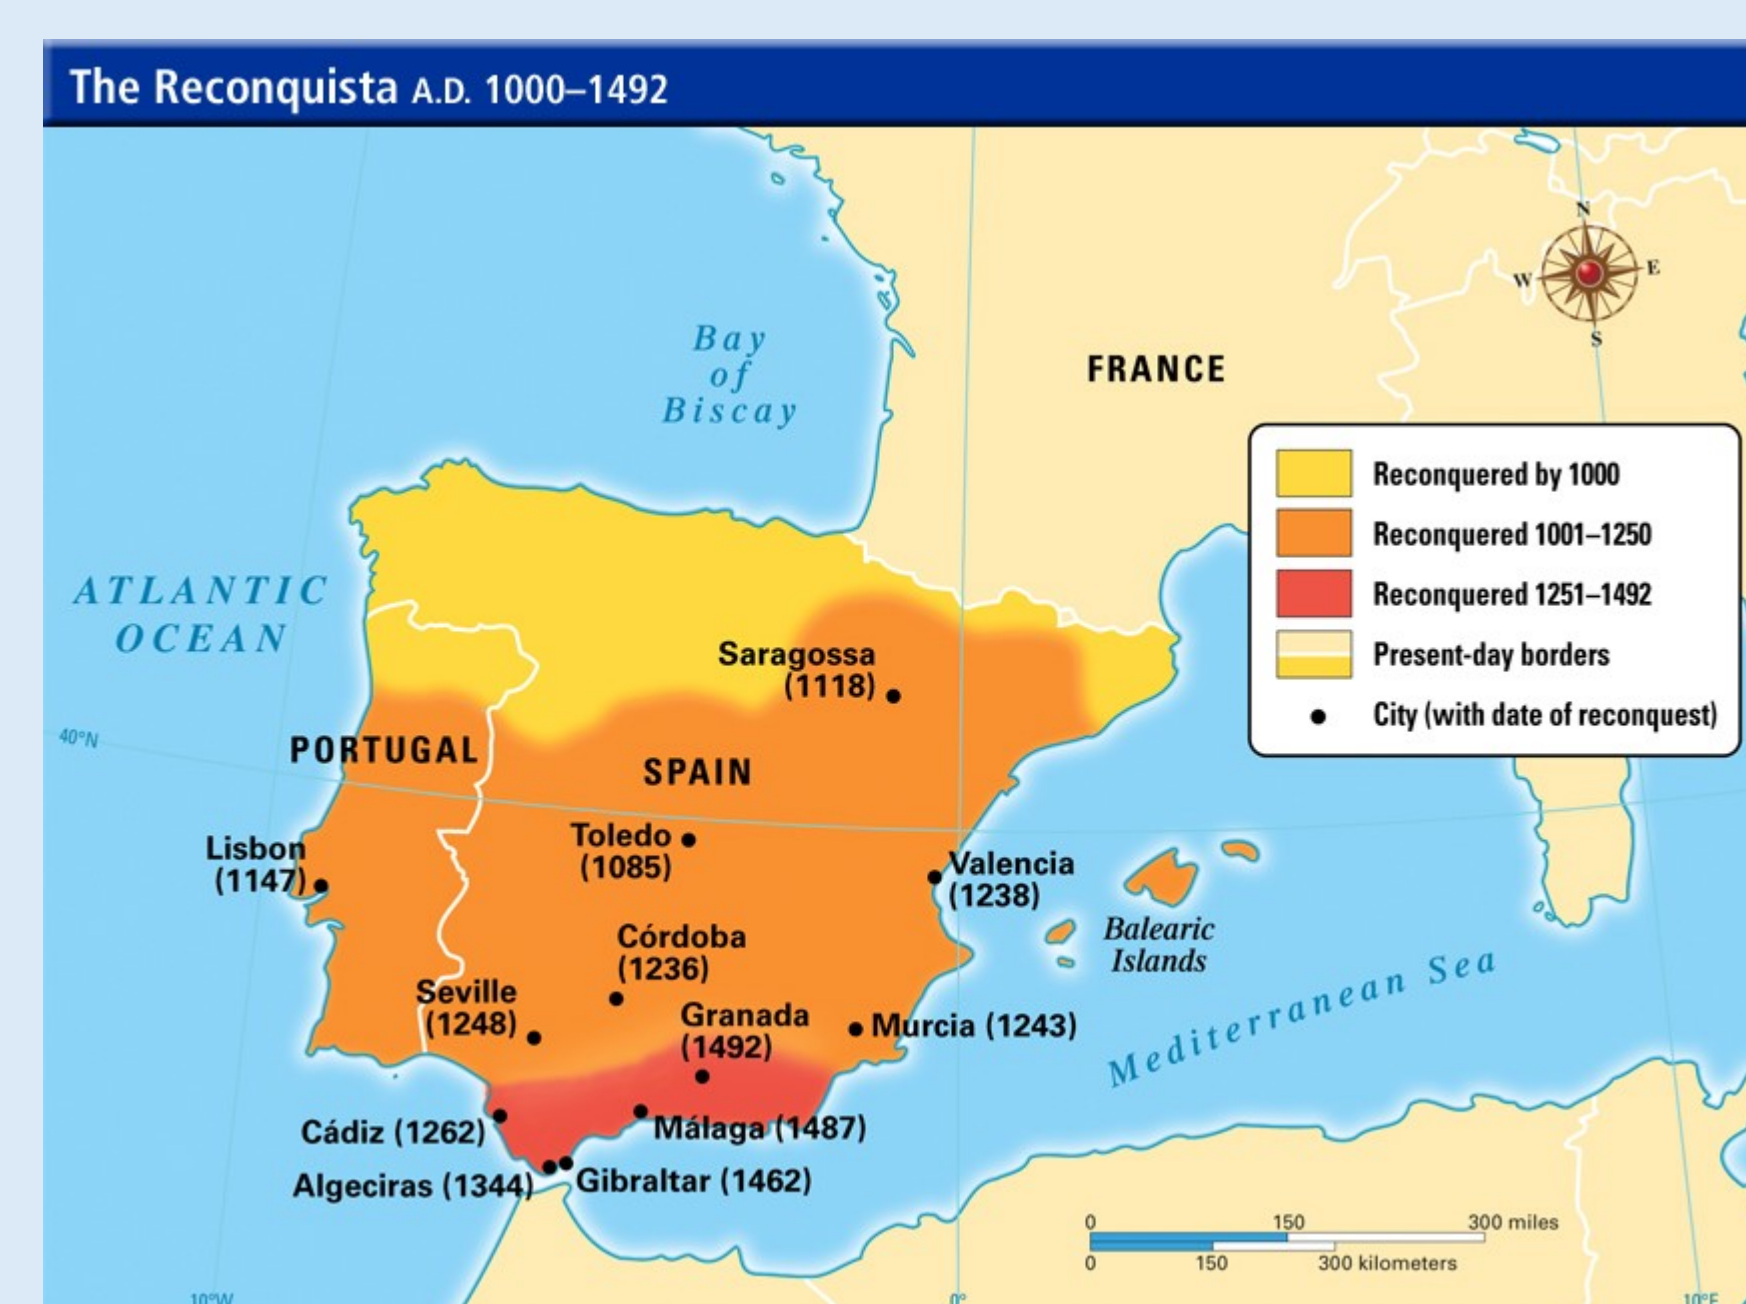 The Reconquista A.D. 1000–1492
N
W
E
S
Bay
of
Biscay
FRANCE
Reconquered by 1000
Reconquered 1001–1250
Reconquered 1251–1492
Present-day borders
City (with date of reconquest)
ATLANTIC
OCEAN
Saragossa
(1118)
40°N
PORTUGAL
SPAIN
Lisbon
(1147)
Toledo
(1085)
Valencia
(1238)
Balearic
Islands
Córdoba
(1236)
Mediterranean Sea
Seville
(1248)
Granada
(1492)
Murcia (1243)
Cádiz (1262)
Málaga (1487)
Algeciras (1344)
Gibraltar (1462)
0 150 300 miles
0 150 300 kilometers
10°W
0°
10°E